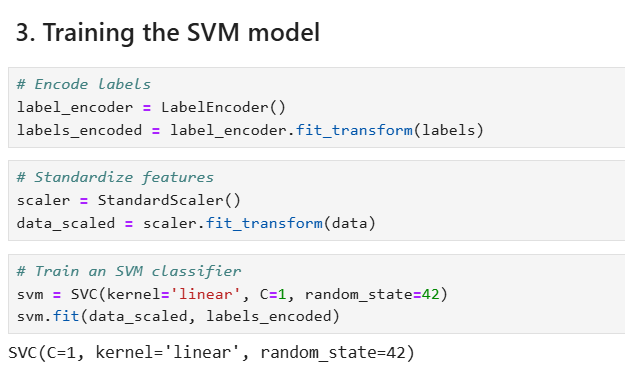 3. Training the SVM model
# Encode labels
label_encoder = LabelEncoder()
labels_encoded = label_encoder.fit_transform(labels)
# Standardize features
scaler = StandardScaler()
data_scaled = scaler.fit_transform(data)
# Train an SVM classifier
svm = SVC(kernel='linear', C=1, random_state=42)
svm.fit(data_scaled, labels_encoded)
SVC(C=1, kernel='linear', random_state=42)